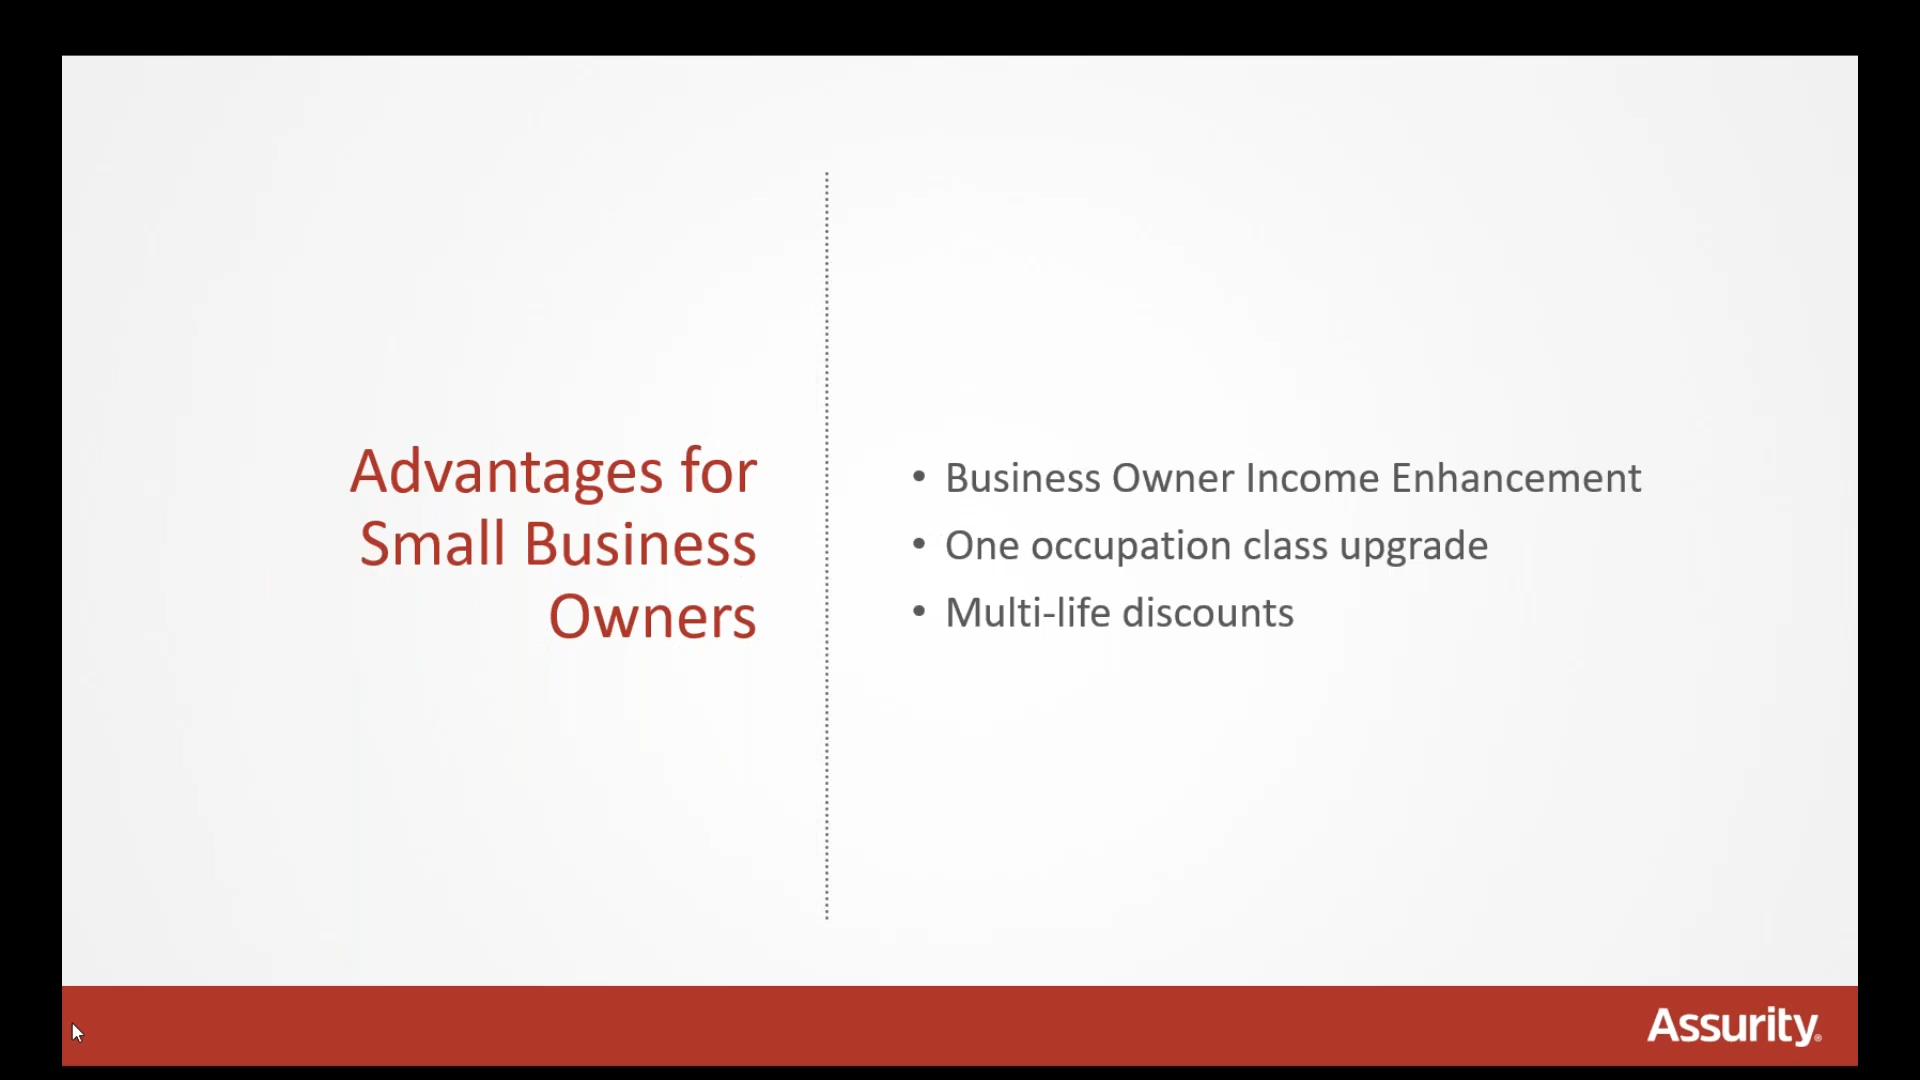 Advantages for
Small Business
Owners
• Business Owner Income Enhancement
• One occupation class upgrade
• Multi-life discounts
Assurity®